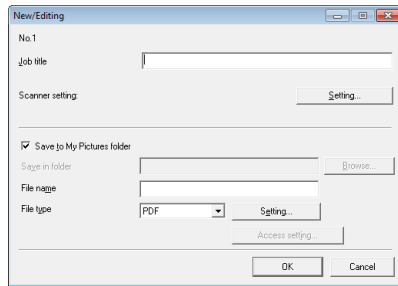 New/Editing
No.1
Job title
Scanner setting:
Setting...
Save to My Pictures folder
Save in folder
Browse...
File name
File type
PDF
Setting...
Access setting...
OK
Cancel